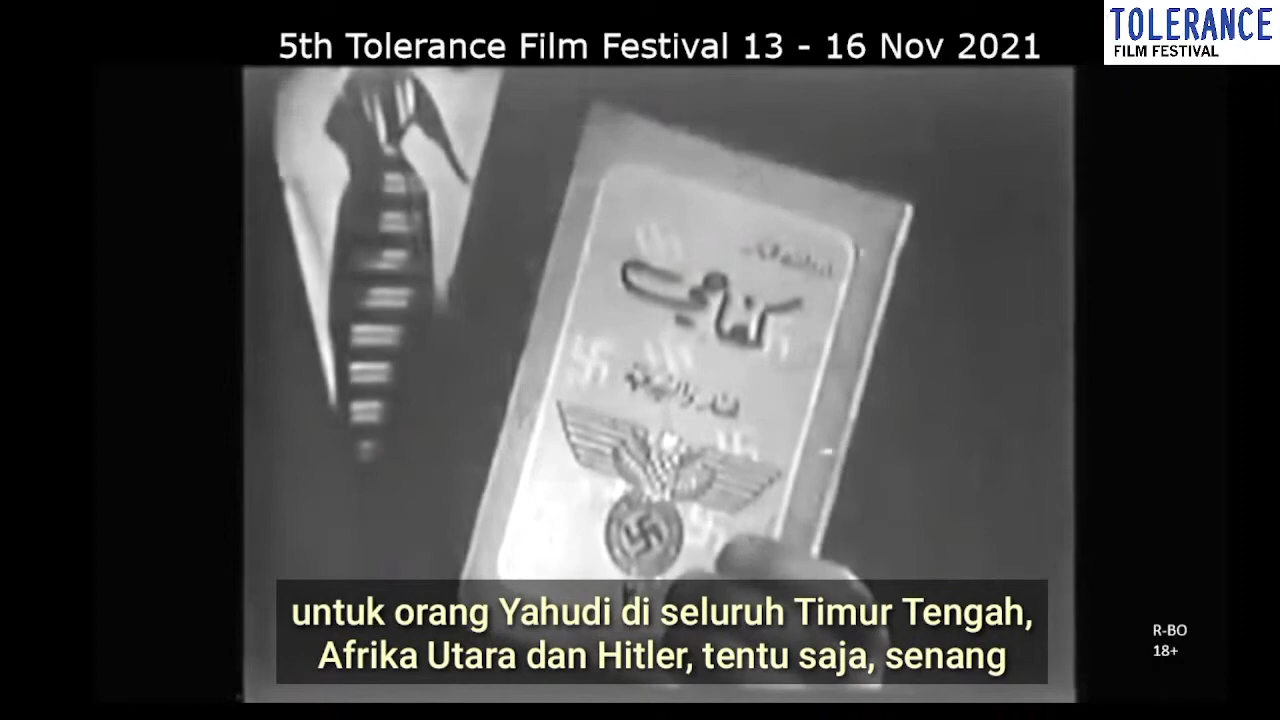 5th Tolerance Film Festival 13 - 16 Nov 2021
TOLERANCE
FILM FESTIVAL
كفاحي
untuk orang Yahudi di seluruh Timur Tengah,
Afrika Utara dan Hitler, tentu saja, senang
R-BO
18+